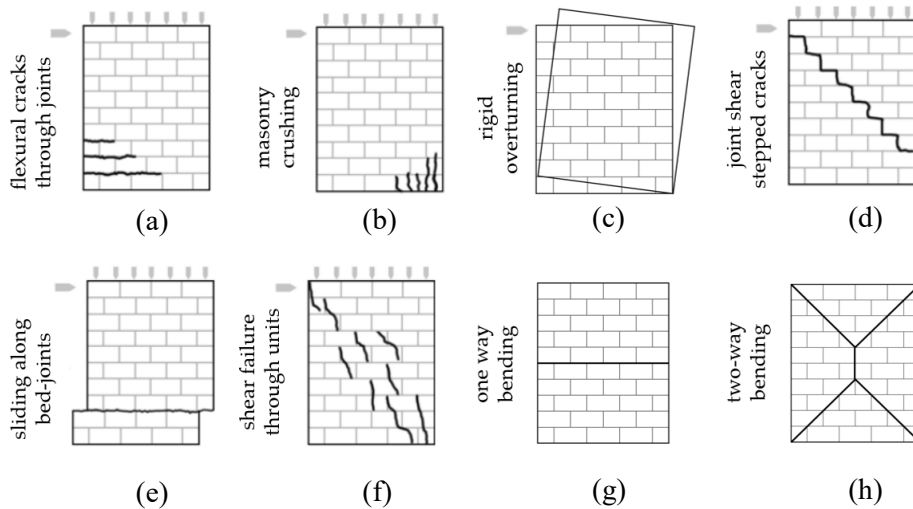 flexural cracks
through joints
(a)
masonry
crushing
(b)
rigid
overturning
(c)
joint shear
stepped cracks
(d)
sliding along
bed-joints
(e)
shear failure
through units
(f)
one way
bending
(g)
two-way
bending
(h)